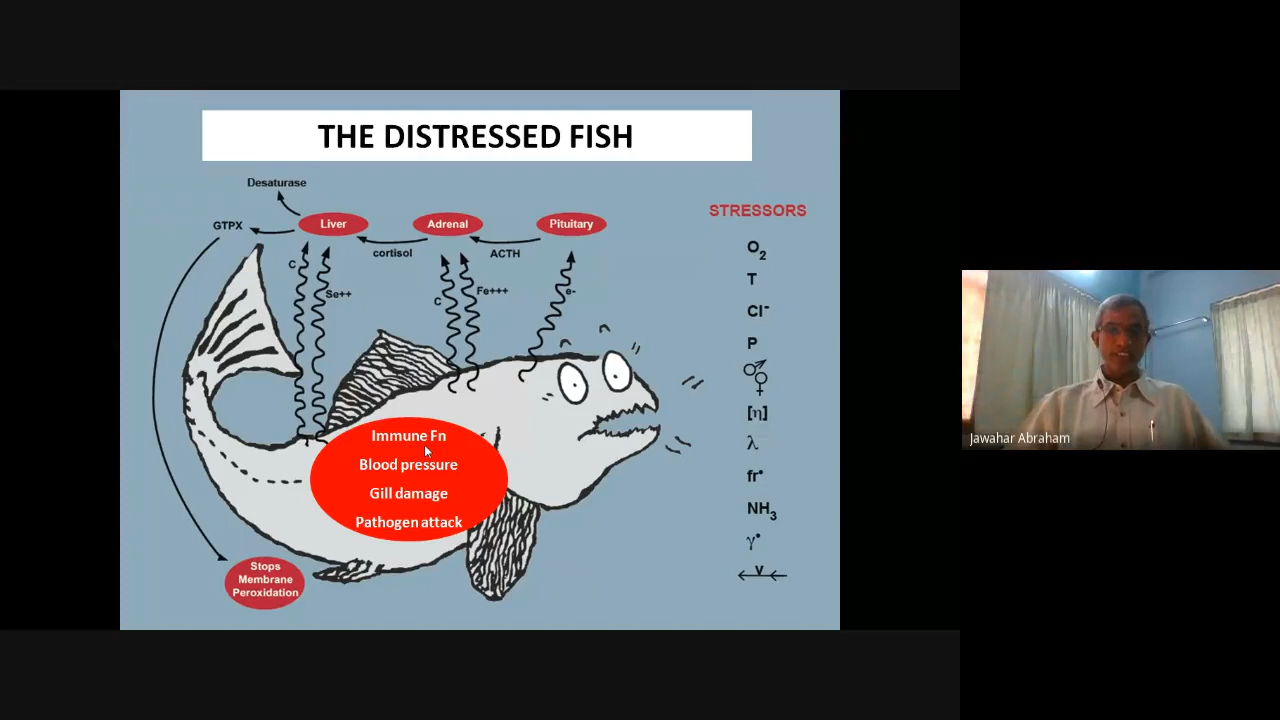 THE DISTRESSED FISH
Desaturase
GTPX
Liver
Adrenal
Pituitary
cortisol
ACTH
C
Se++
C
Fe+++
e-
STRESSORS
O₂
T
Cl⁻
P
⚥
[η]
λ
fr•
NH₃
γ•
V
Immune Fn
Blood pressure
Gill damage
Pathogen attack
Stops
Membrane
Peroxidation
Jawahar Abraham